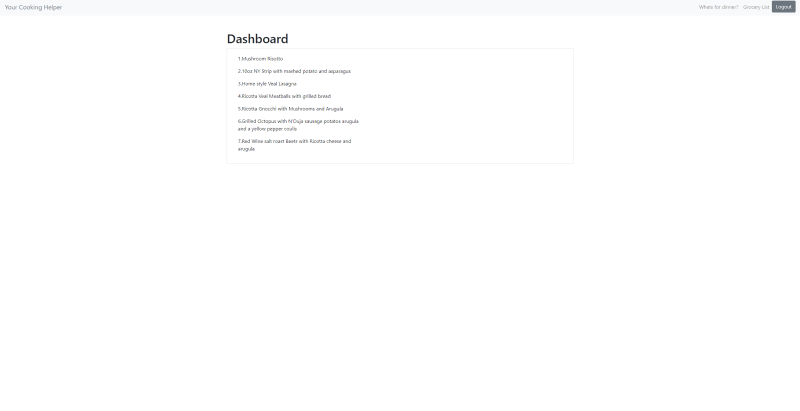 Your Cooking Helper
Whats for dinner? Grocery List Logout
Dashboard
1.Mushroom Risotto
2.10oz NY Strip with mashed potato and asparagus
3.Home style Veal Lasagna
4.Ricotta Veal Meatballs with grilled bread
5.Ricotta Gnocchi with Mushrooms and Arugula
6.Grilled Octopus with N'Duja sausage potatos arugula
and a yellow pepper coulis
7.Red Wine salt roast Beets with Ricotta cheese and
arugula